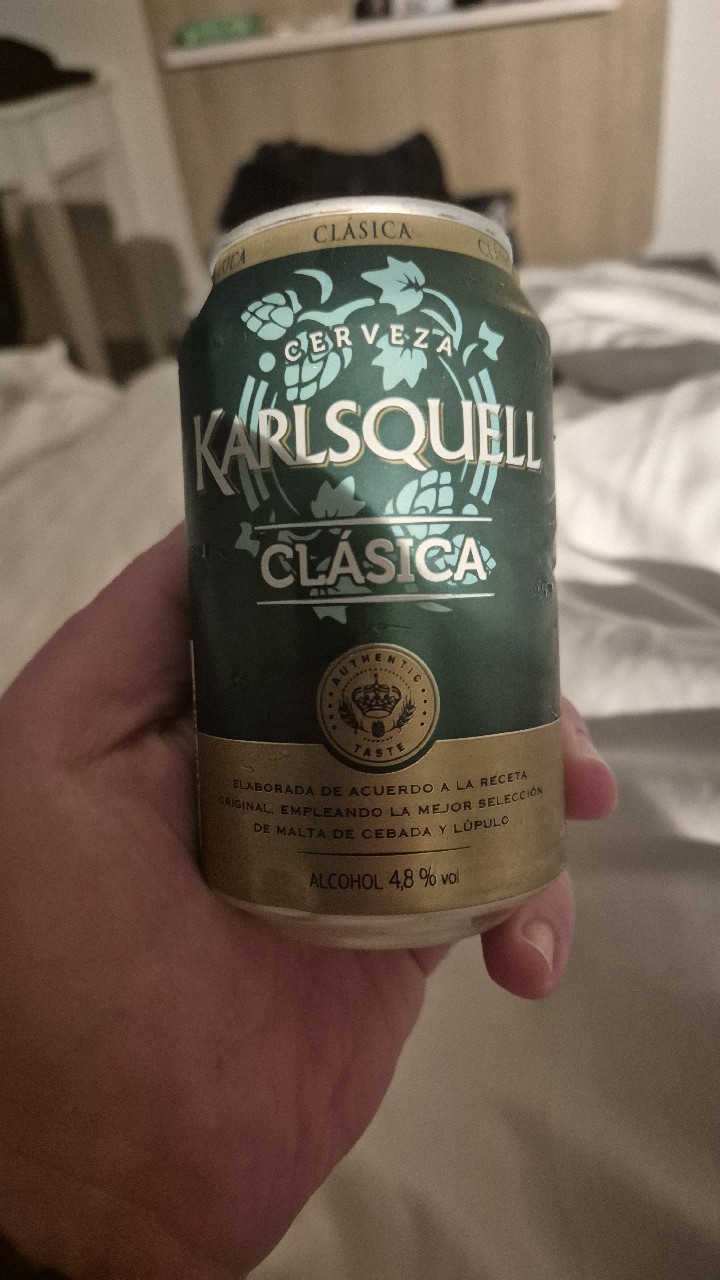 CLÁSICA
CERVEZA
KARLSQUELL
CLÁSICA
AUTHENTIC
TASTE
ELABORADA DE ACUERDO A LA RECETA
ORIGINAL, EMPLEANDO LA MEJOR SELECCIÓN
DE MALTA DE CEBADA Y LÚPULO
ALCOHOL 4,8 % vol